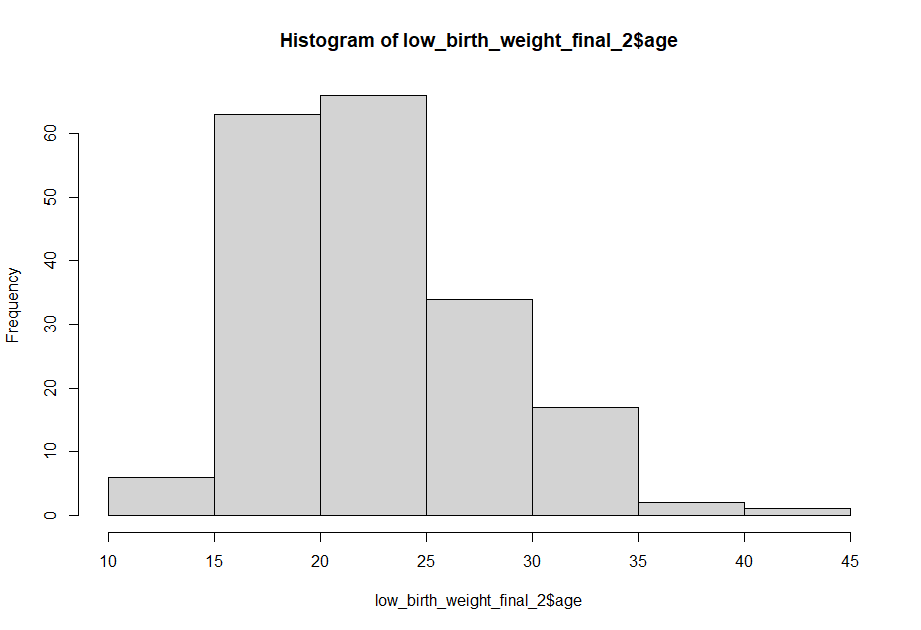 Histogram of low_birth_weight_final_2$age
Frequency
60
50
40
30
20
10
0
10 15 20 25 30 35 40 45
low_birth_weight_final_2$age